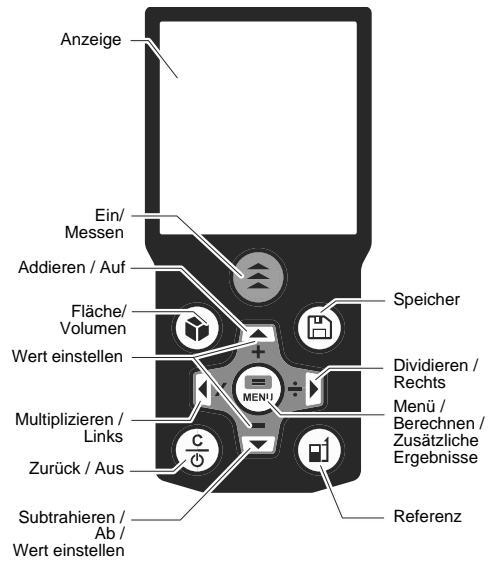 Anzeige
Ein/
Messen
Addieren / Auf
Fläche/
Volumen
Wert einstellen
Multiplizieren /
Links
Zurück / Aus
Subtrahieren /
Ab /
Wert einstellen
Speicher
Dividieren /
Rechts
Menü /
Berechnen /
Zusätzliche
Ergebnisse
Referenz
+
÷
=
MENU
–
C